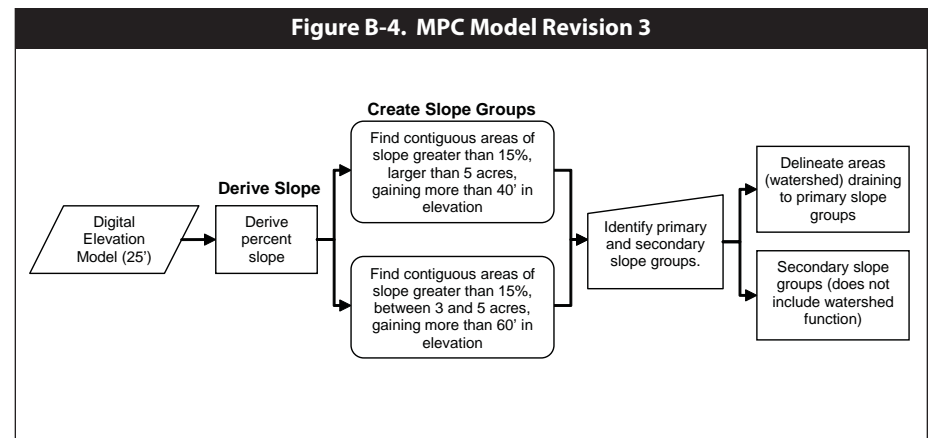 Figure B-4. MPC Model Revision 3
Create Slope Groups
Find contiguous areas of
slope greater than 15%,
larger than 5 acres,
gaining more than 40' in
elevation
Derive Slope
Digital
Elevation
Model (25')
Derive
percent
slope
Find contiguous areas of
slope greater than 15%,
between 3 and 5 acres,
gaining more than 60' in
elevation
Identify primary
and secondary
slope groups.
Delineate areas
(watershed) draining
to primary slope
groups
Secondary slope
groups (does not
include watershed
function)